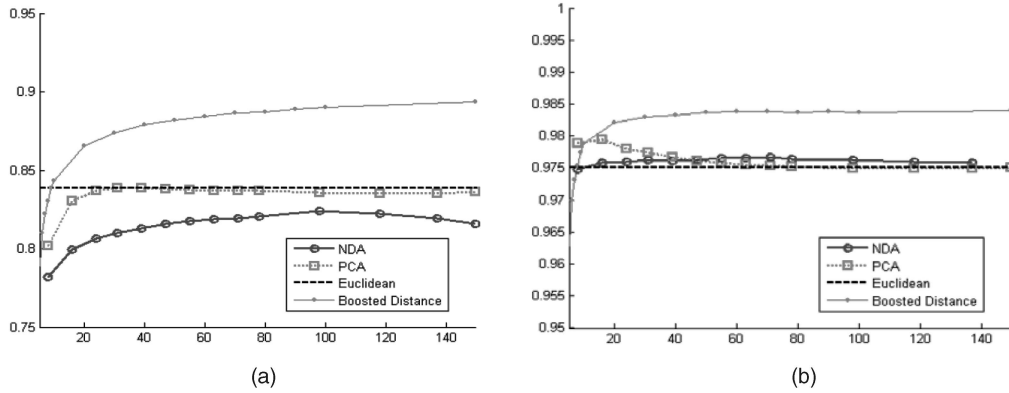 0.95
0.9
0.85
0.8
0.75
20 40 60 80 100 120 140
NDA
PCA
Euclidean
Boosted Distance
(a)
1
0.995
0.99
0.985
0.98
0.975
0.97
0.965
0.96
0.955
0.95
20 40 60 80 100 120 140
NDA
PCA
Euclidean
Boosted Distance
(b)